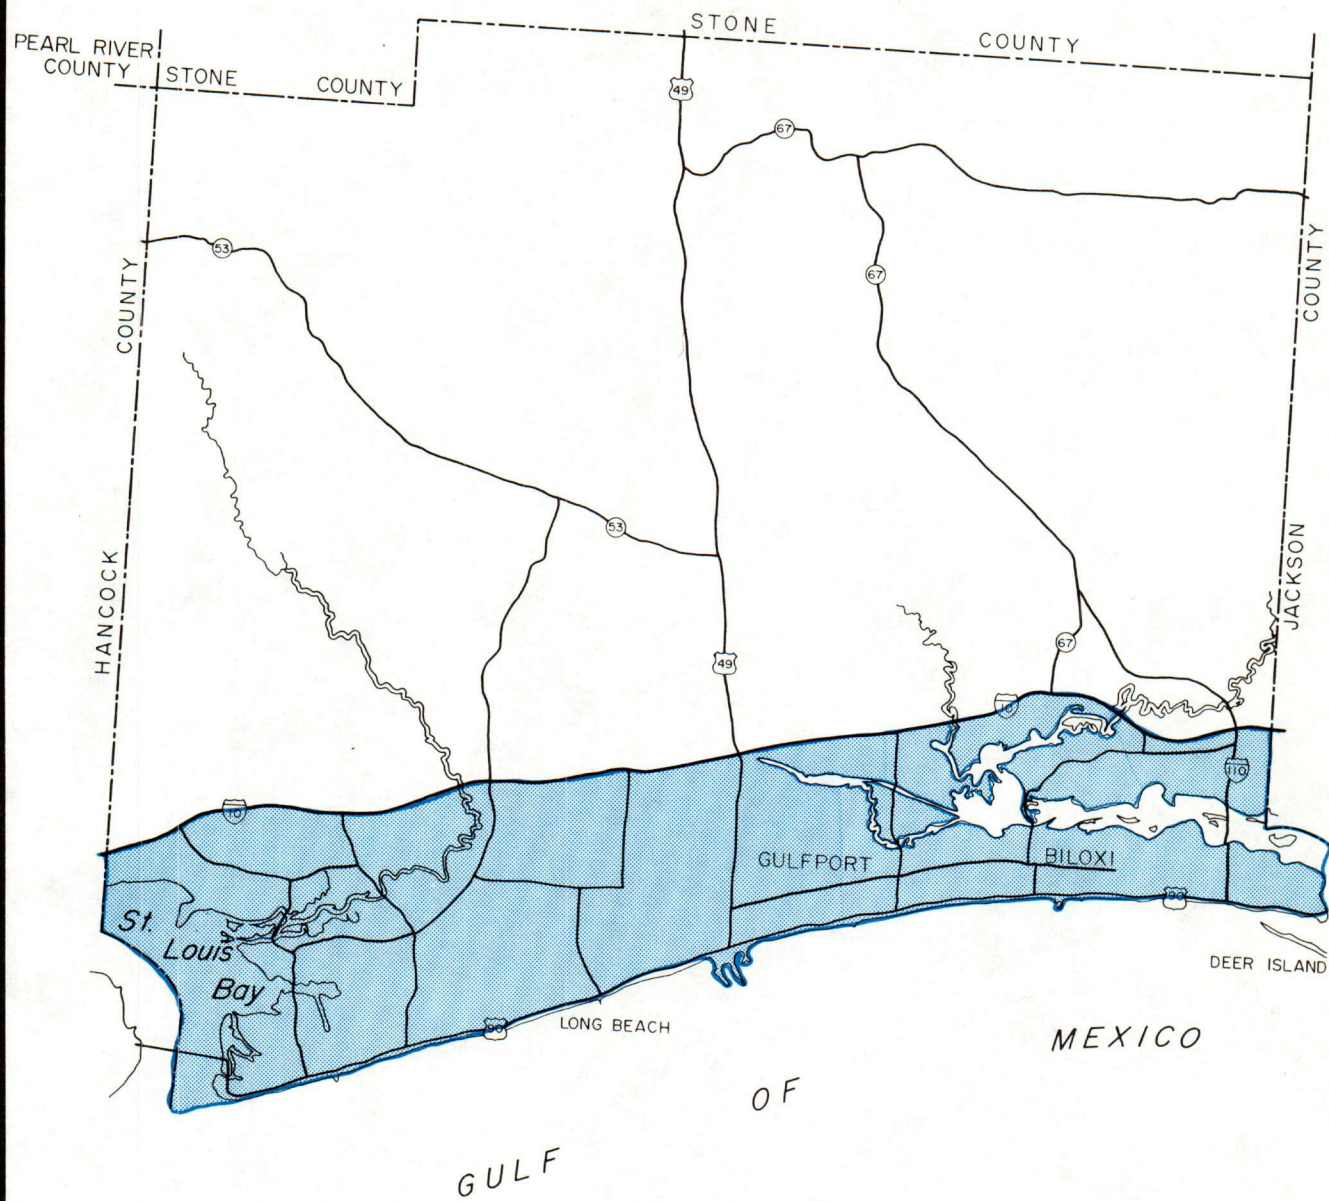 STONE
COUNTY
PEARL RIVER
COUNTY
STONE
COUNTY
49
67
53
67
COUNTY
COUNTY
53
HANCOCK
JACKSON
67
49
10
10
110
GULFPORT
BILOXI
90
St.
Louis
Bay
DEER ISLAND
90
LONG BEACH
MEXICO
OF
GULF